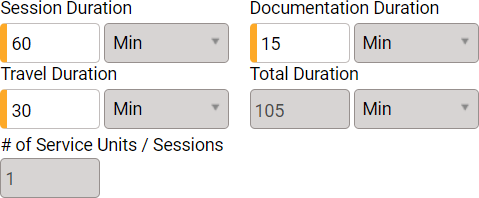 Session Duration Documentation Duration
60 Min 15 Min
Travel Duration Total Duration
30 Min 105 Min
# of Service Units / Sessions
1